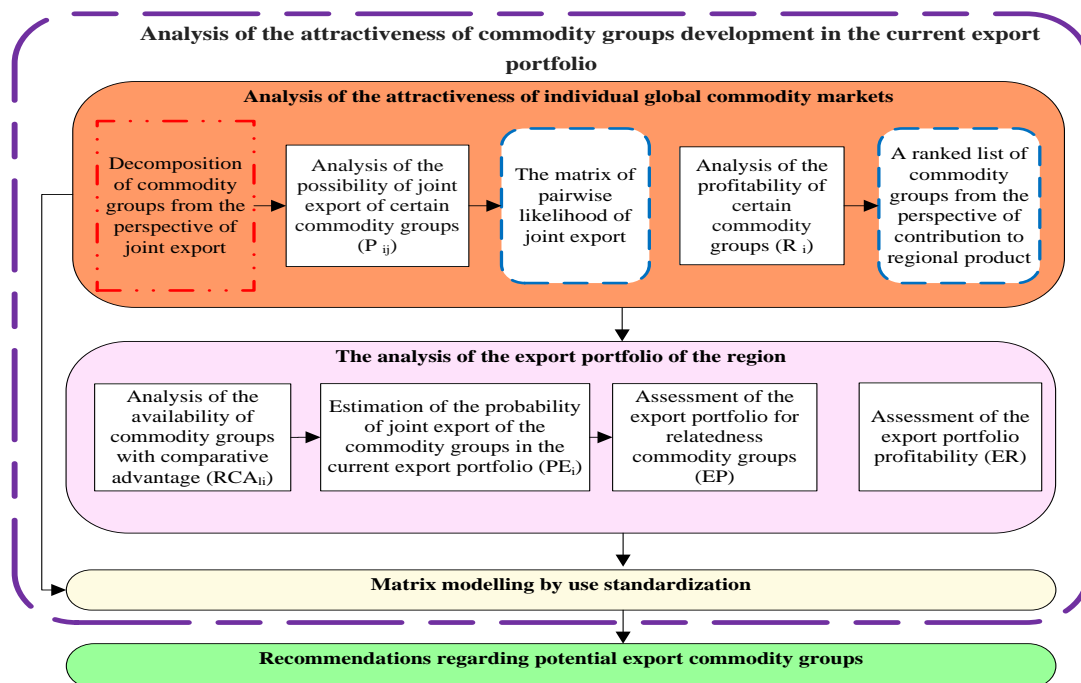 Analysis of the attractiveness of commodity groups development in the current export
portfolio
Analysis of the attractiveness of individual global commodity markets
Decomposition
of commodity
groups from the
perspective of
joint export
Analysis of the
possibility of joint
export of certain
commodity groups
(P ij)
The matrix of
pairwise
likelihood of
joint export
Analysis of the
profitability of
certain
commodity
groups (R i)
A ranked list of
commodity
groups from the
perspective of
contribution to
regional product
The analysis of the export portfolio of the region
Analysis of the
availability of
commodity groups
with comparative
advantage (RCAli)
Estimation of the probability
of joint export of the
commodity groups in the
current export portfolio (PEi)
Assessment of the
export portfolio for
relatedness
commodity groups
(EP)
Assessment of the
export portfolio
profitability (ER)
Matrix modelling by use standardization
Recommendations regarding potential export commodity groups